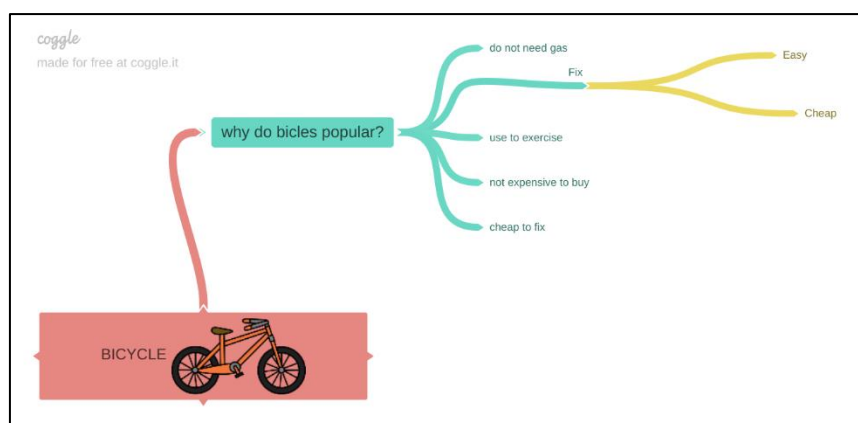 coggle
made for free at coggle.it
why do bicles popular?
do not need gas
Fix
Easy
Cheap
use to exercise
not expensive to buy
cheap to fix
BICYCLE